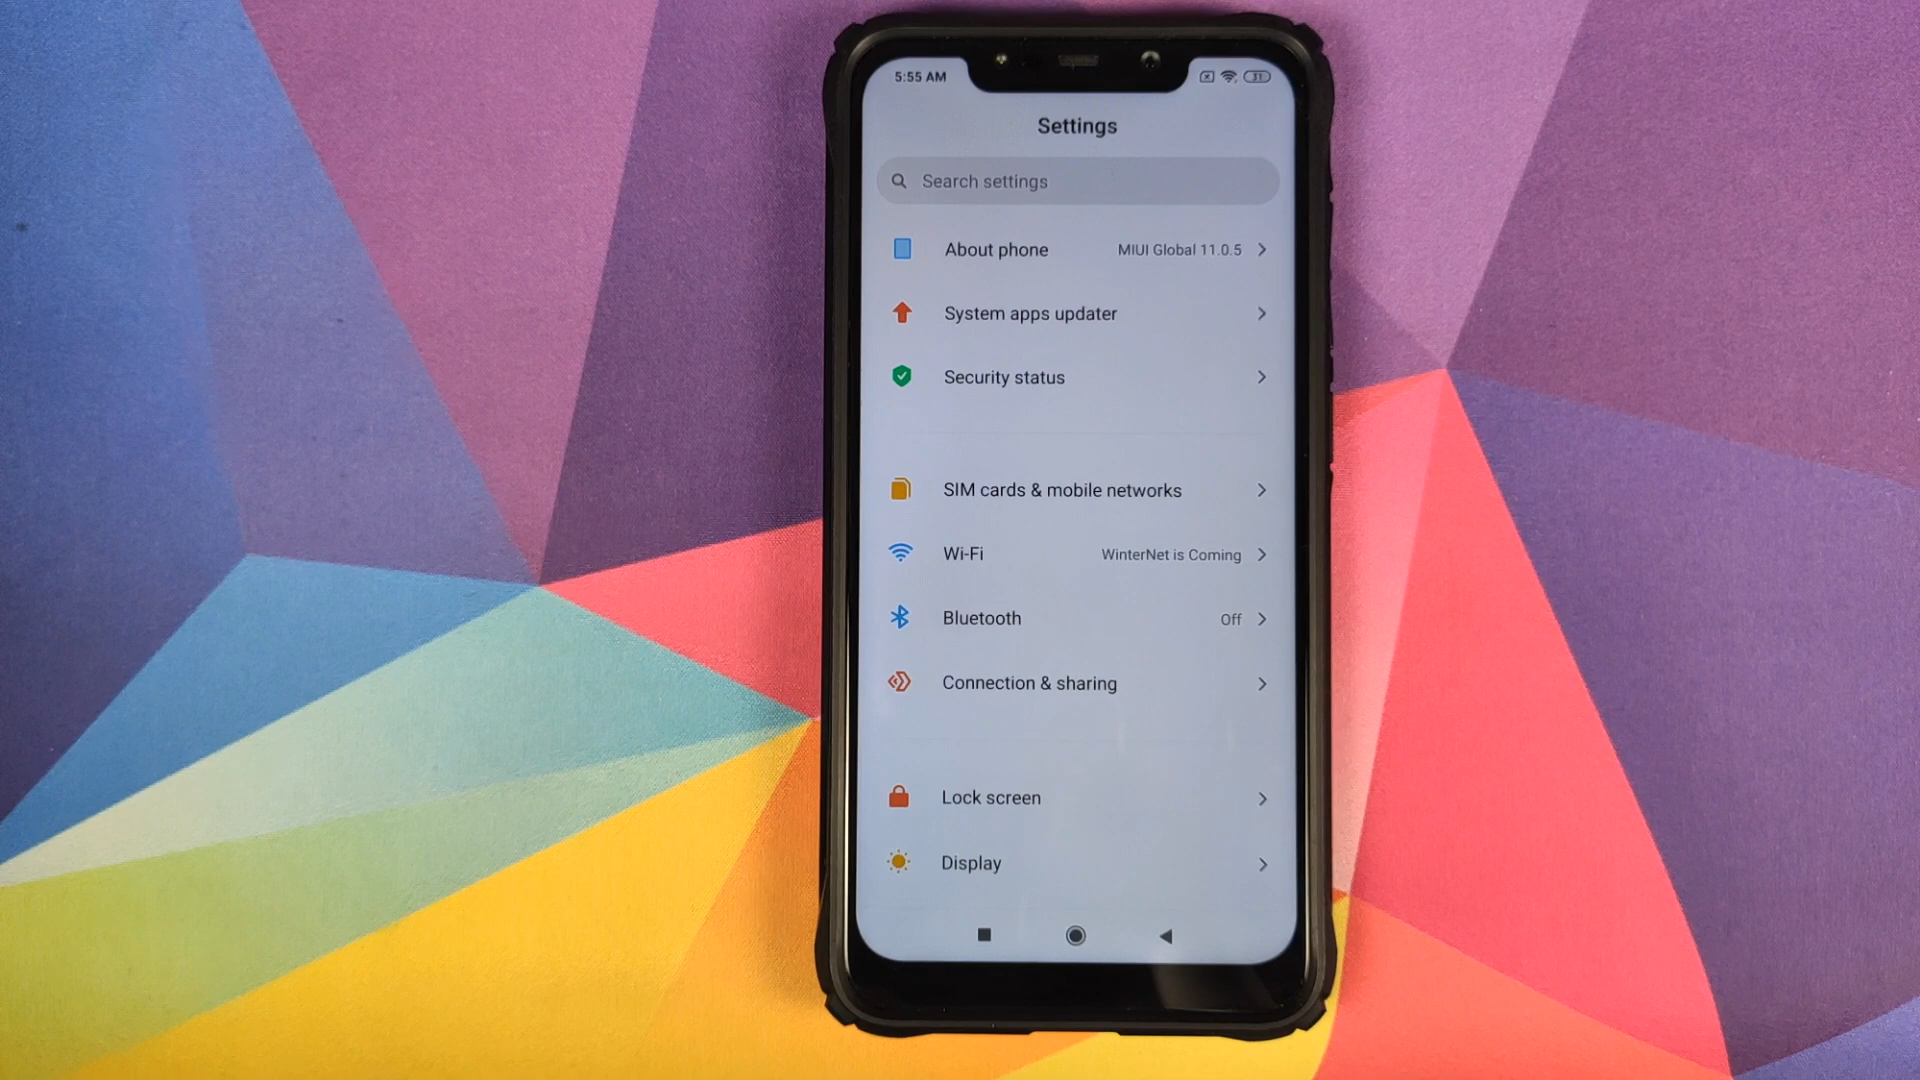 5:55 AM
31
Settings
Search settings
About phone MIUI Global 11.0.5
System apps updater
Security status
SIM cards & mobile networks
Wi-Fi WinterNet is Coming
Bluetooth Off
Connection & sharing
Lock screen
Display